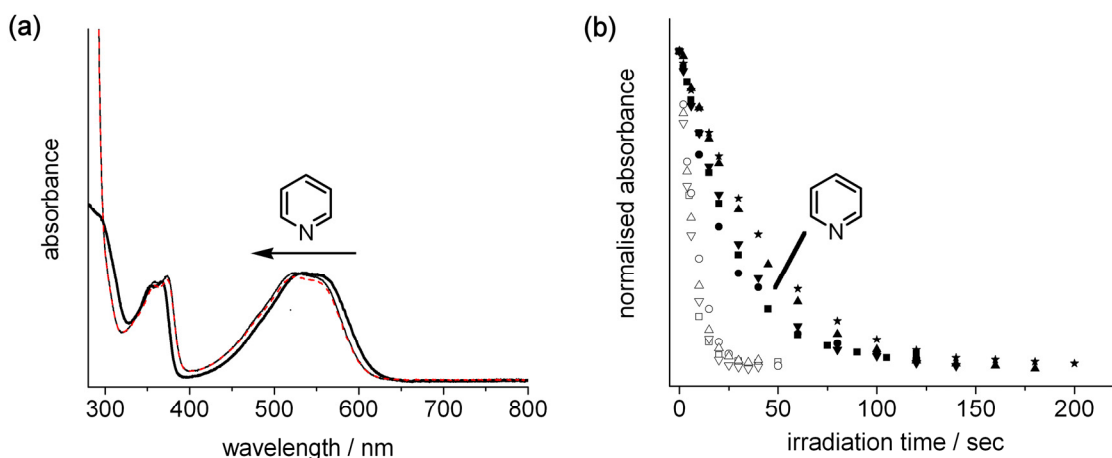 (a)
absorbance
N
300 400 500 600 700 800
wavelength / nm
(b)
normalised absorbance
N
0 50 100 150 200
irradiation time / sec